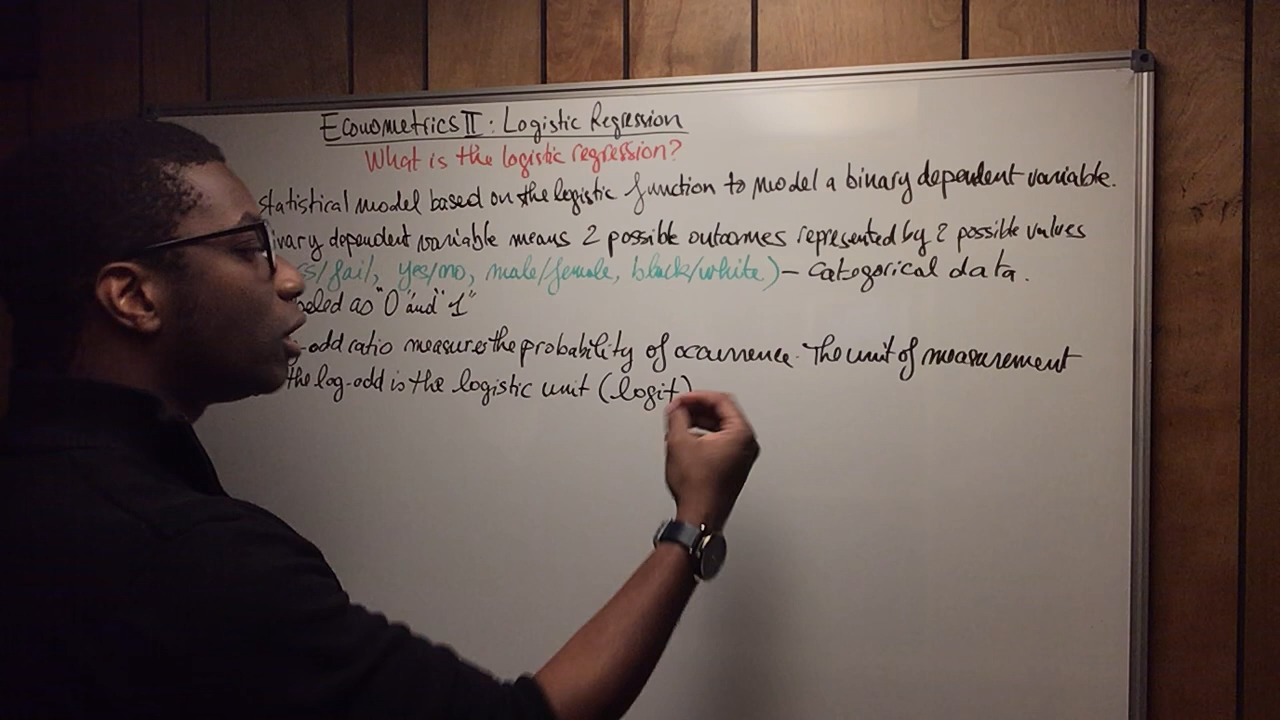 Econometrics II: Logistic Regression
What is the logistic regression?
statistical model based on the logistic function to model a binary dependent variable.
dependent variable means 2 possible outcomes represented by 2 possible values
/fail, yes/no, male/female, black/white) – categorical data.
as "0" and "1"
-odd ratio measures the probability of occurrence. The unit of measurement
the log-odd is the logistic unit (logit)